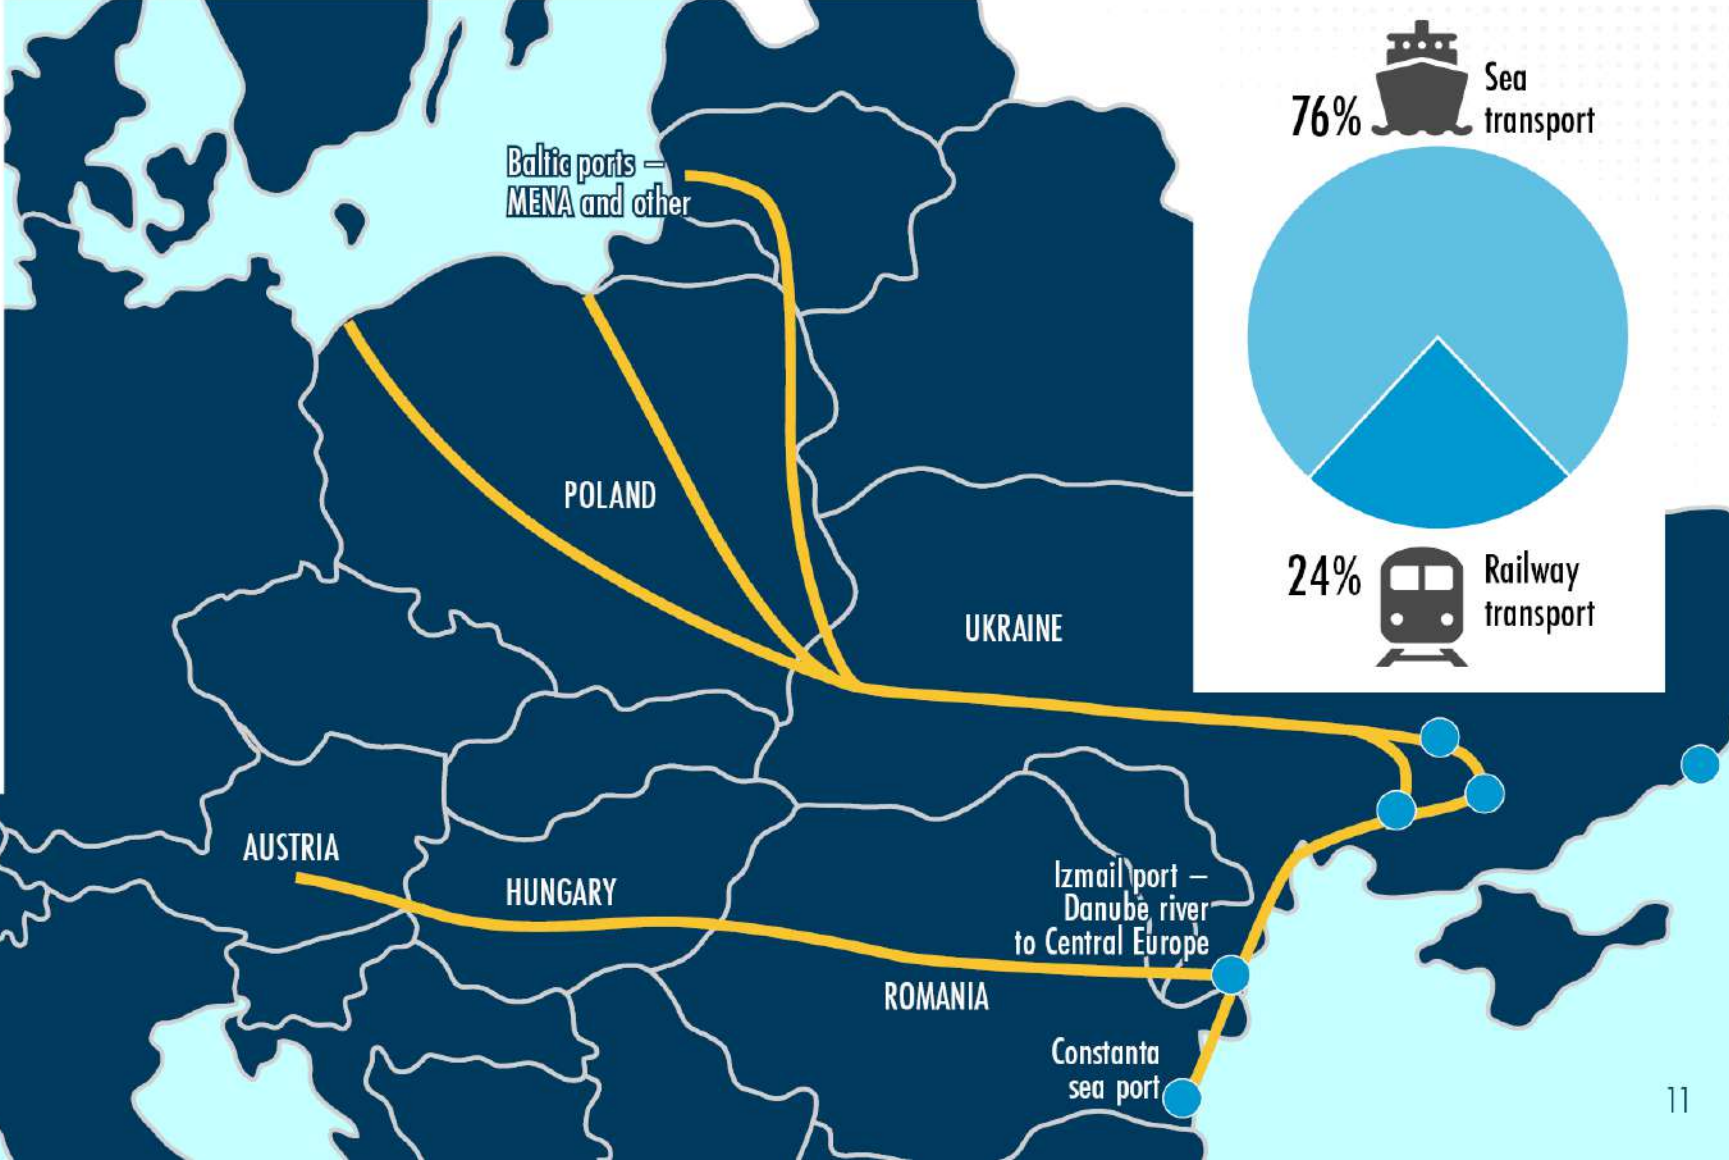 76%
Sea
transport
Baltic ports –
MENA and other
POLAND
24%
Railway
transport
UKRAINE
AUSTRIA
HUNGARY
Izmail port –
Danube river
to Central Europe
ROMANIA
Constanta
sea port
11